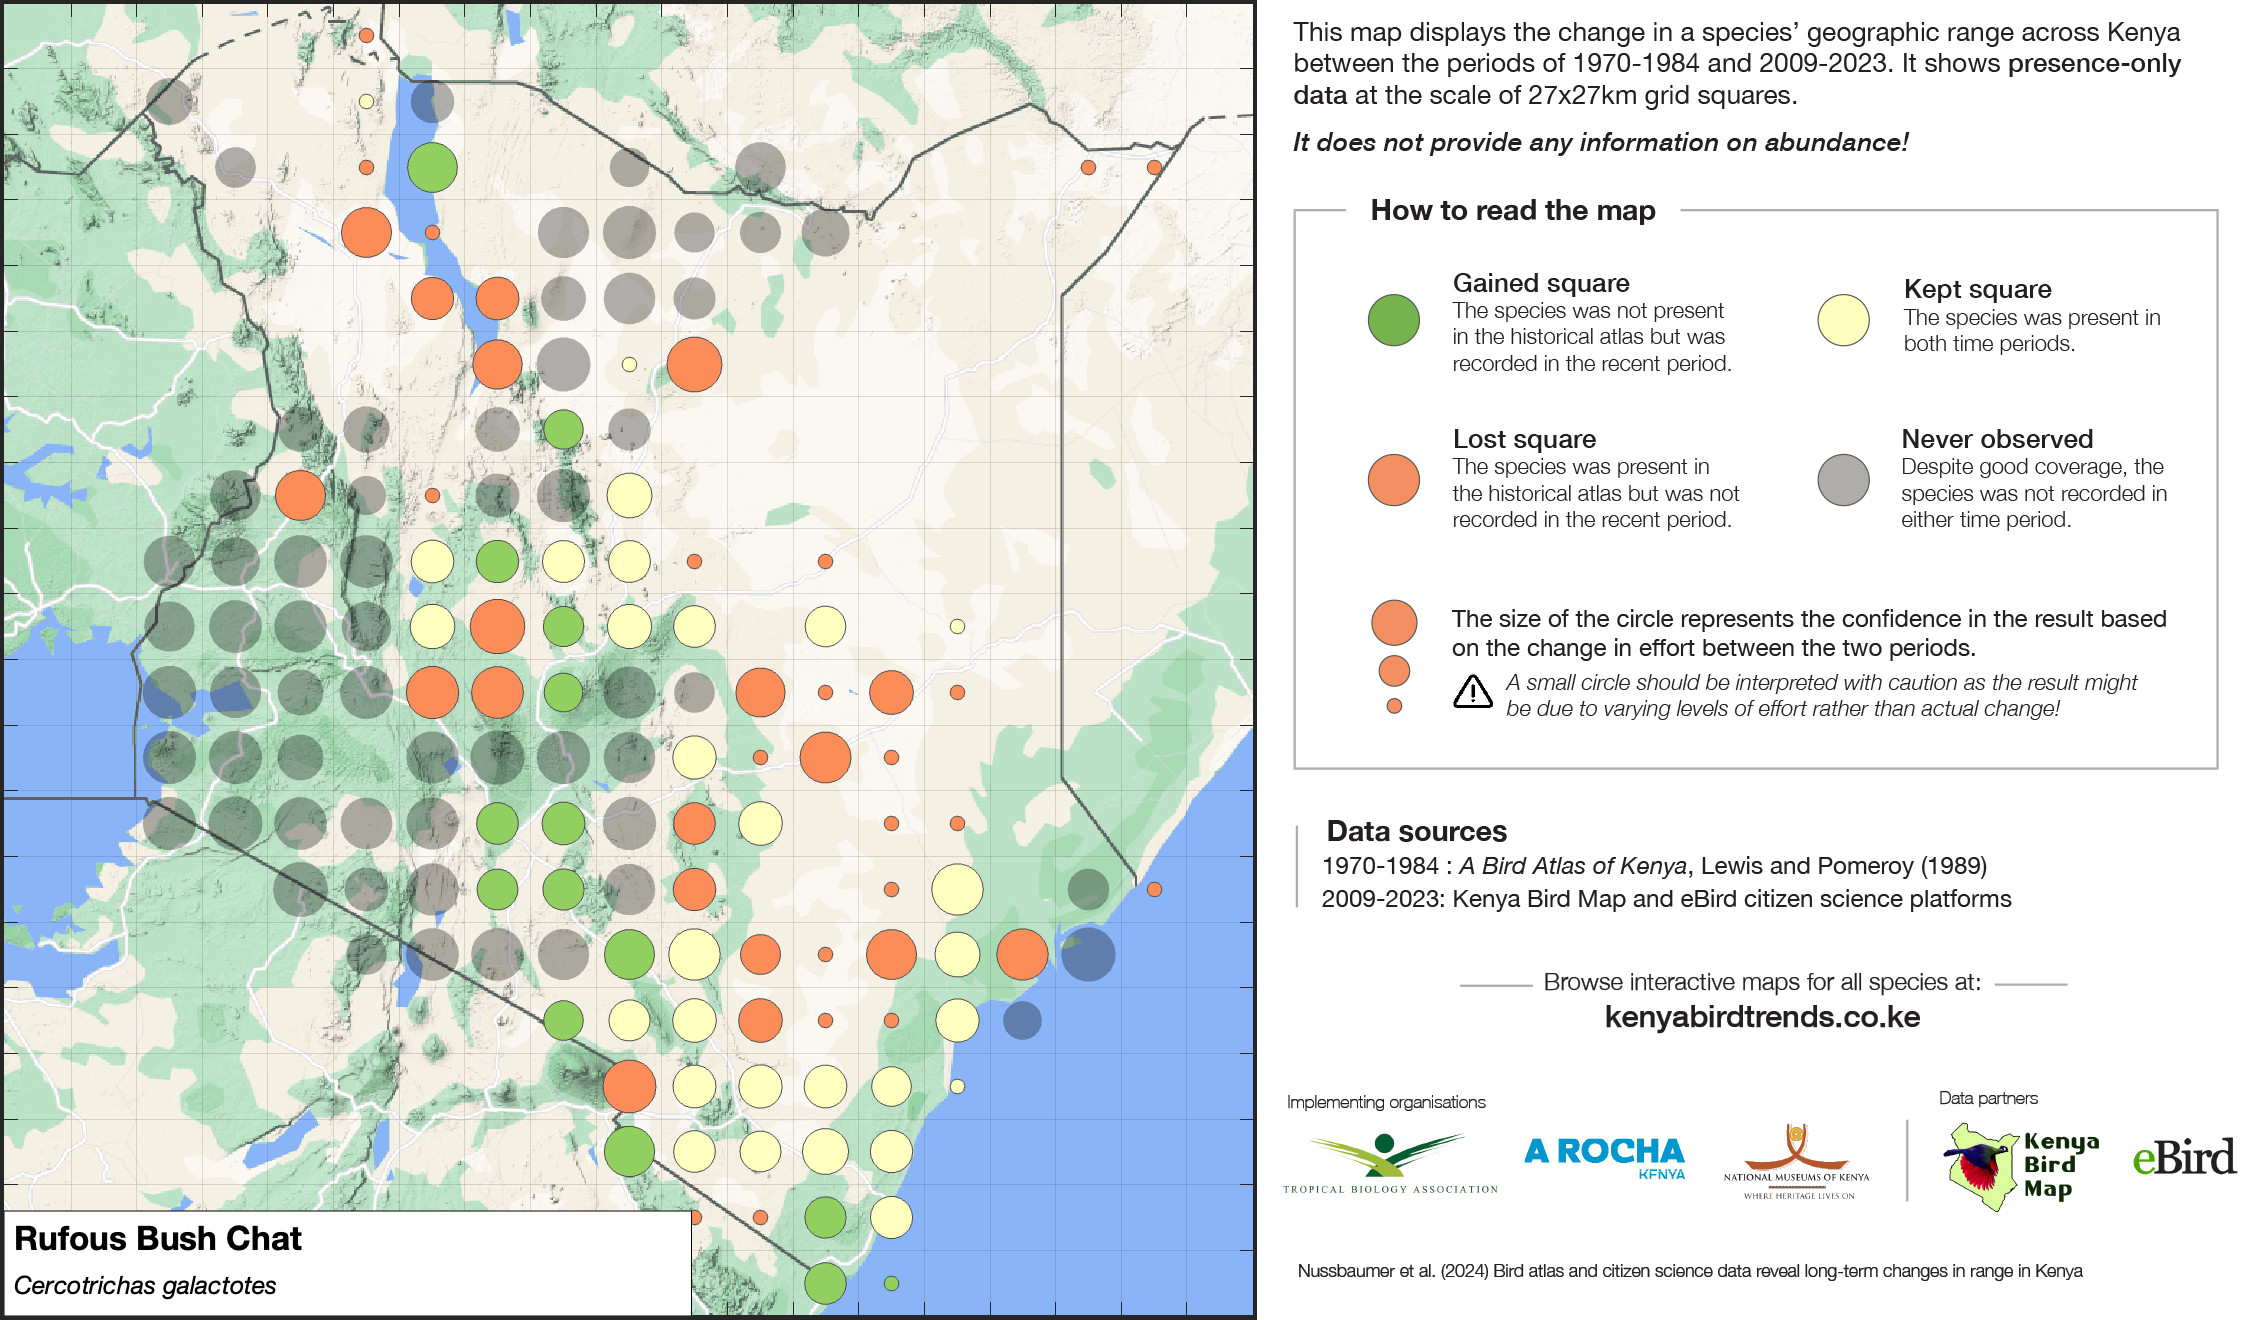 This map displays the change in a species’ geographic range across Kenya
between the periods of 1970-1984 and 2009-2023. It shows presence-only
data at the scale of 27x27km grid squares.
It does not provide any information on abundance!
How to read the map
Gained square
The species was not present
in the historical atlas but was
recorded in the recent period.
Kept square
The species was present in
both time periods.
Lost square
The species was present in
the historical atlas but was not
recorded in the recent period.
Never observed
Despite good coverage, the
species was not recorded in
either time period.
The size of the circle represents the confidence in the result based
on the change in effort between the two periods.
A small circle should be interpreted with caution as the result might
be due to varying levels of effort rather than actual change!
Data sources
1970-1984 : A Bird Atlas of Kenya, Lewis and Pomeroy (1989)
2009-2023: Kenya Bird Map and eBird citizen science platforms
Browse interactive maps for all species at:
kenyabirdtrends.co.ke
Implementing organisations
Data partners
TROPICAL BIOLOGY ASSOCIATION
A ROCHA
KENYA
NATIONAL MUSEUMS OF KENYA
WHERE HERITAGE LIVES ON
Kenya
Bird
Map
eBird
Rufous Bush Chat
Cercotrichas galactotes
Nussbaumer et al. (2024) Bird atlas and citizen science data reveal long-term changes in range in Kenya